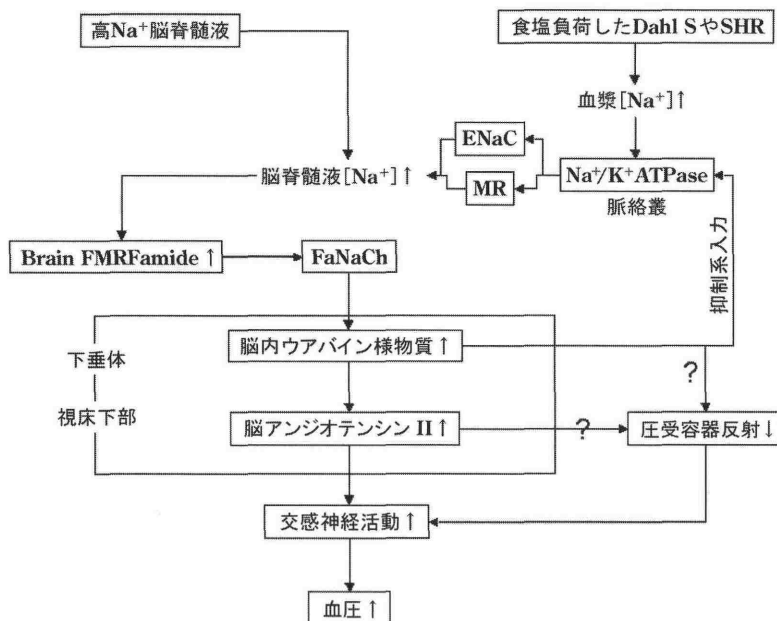 高Na⁺脳脊髄液
食塩負荷したDahl SやSHR
血漿[Na⁺]↑
ENaC
MR
Na⁺/K⁺ATPase
脈絡叢
脳脊髄液[Na⁺]↑
抑制系入力
Brain FMRFamide↑
FaNaCh
下垂体
視床下部
脳内ウアバイン様物質↑
?
脳アンジオテンシン II↑
?
圧受容器反射↓
交感神経活動↑
血圧↑